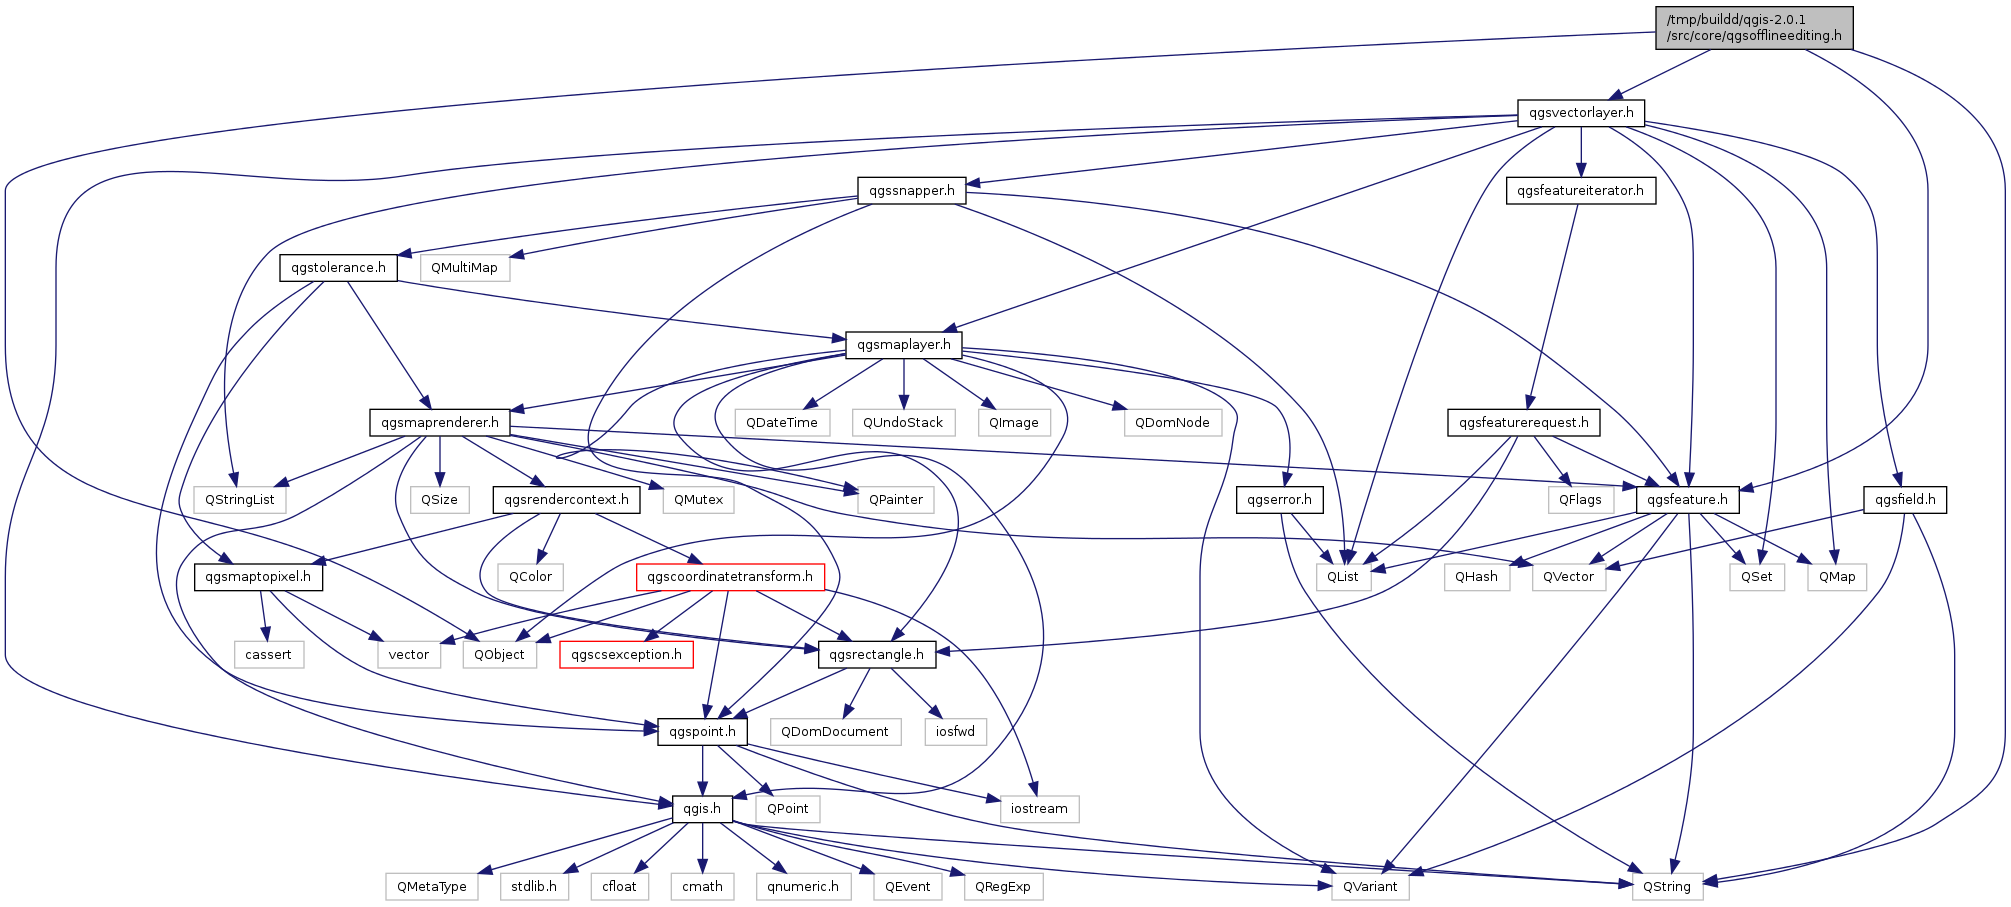 /tmp/buildd/qgis-2.0.1
/src/core/qgsofflineediting.h
qgsvectorlayer.h
qgssnapper.h
qgsfeatureiterator.h
qgstolerance.h
QMultiMap
qgsmaplayer.h
qgsmaprenderer.h
QDateTime
QUndoStack
QImage
QDomNode
qgsfeaturerequest.h
QStringList
QSize
qgsrendercontext.h
QMutex
QPainter
qgserror.h
QFlags
qgsfeature.h
qgsfield.h
qgsmaptopixel.h
QColor
qgscoordinatetransform.h
QList
QHash
QVector
QSet
QMap
cassert
vector
QObject
qgscsexception.h
qgsrectangle.h
qgspoint.h
QDomDocument
iosfwd
qgis.h
QPoint
iostream
QMetaType
stdlib.h
cfloat
cmath
qnumeric.h
QEvent
QRegExp
QVariant
QString